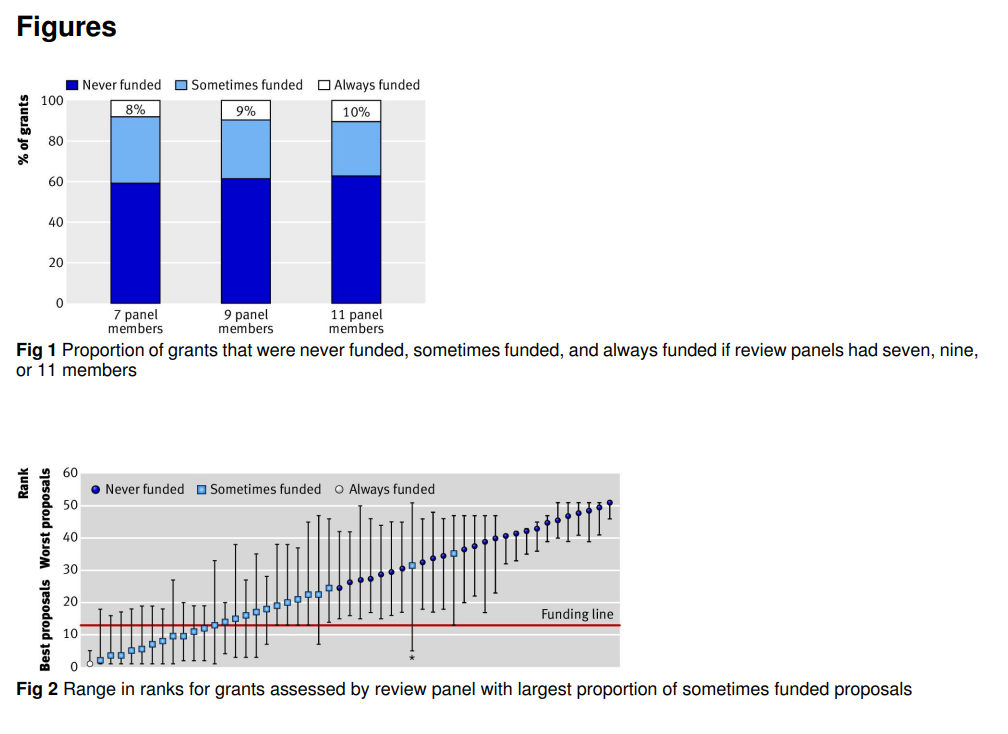 Figures
Never funded Sometimes funded Always funded
% of grants
100
80
60
40
20
0
8%
9%
10%
7 panel
members
9 panel
members
11 panel
members
Fig 1 Proportion of grants that were never funded, sometimes funded, and always funded if review panels had seven, nine,
or 11 members
Rank
Best proposals Worst proposals
60
50
40
30
20
10
0
Never funded Sometimes funded Always funded
Funding line
*
Fig 2 Range in ranks for grants assessed by review panel with largest proportion of sometimes funded proposals